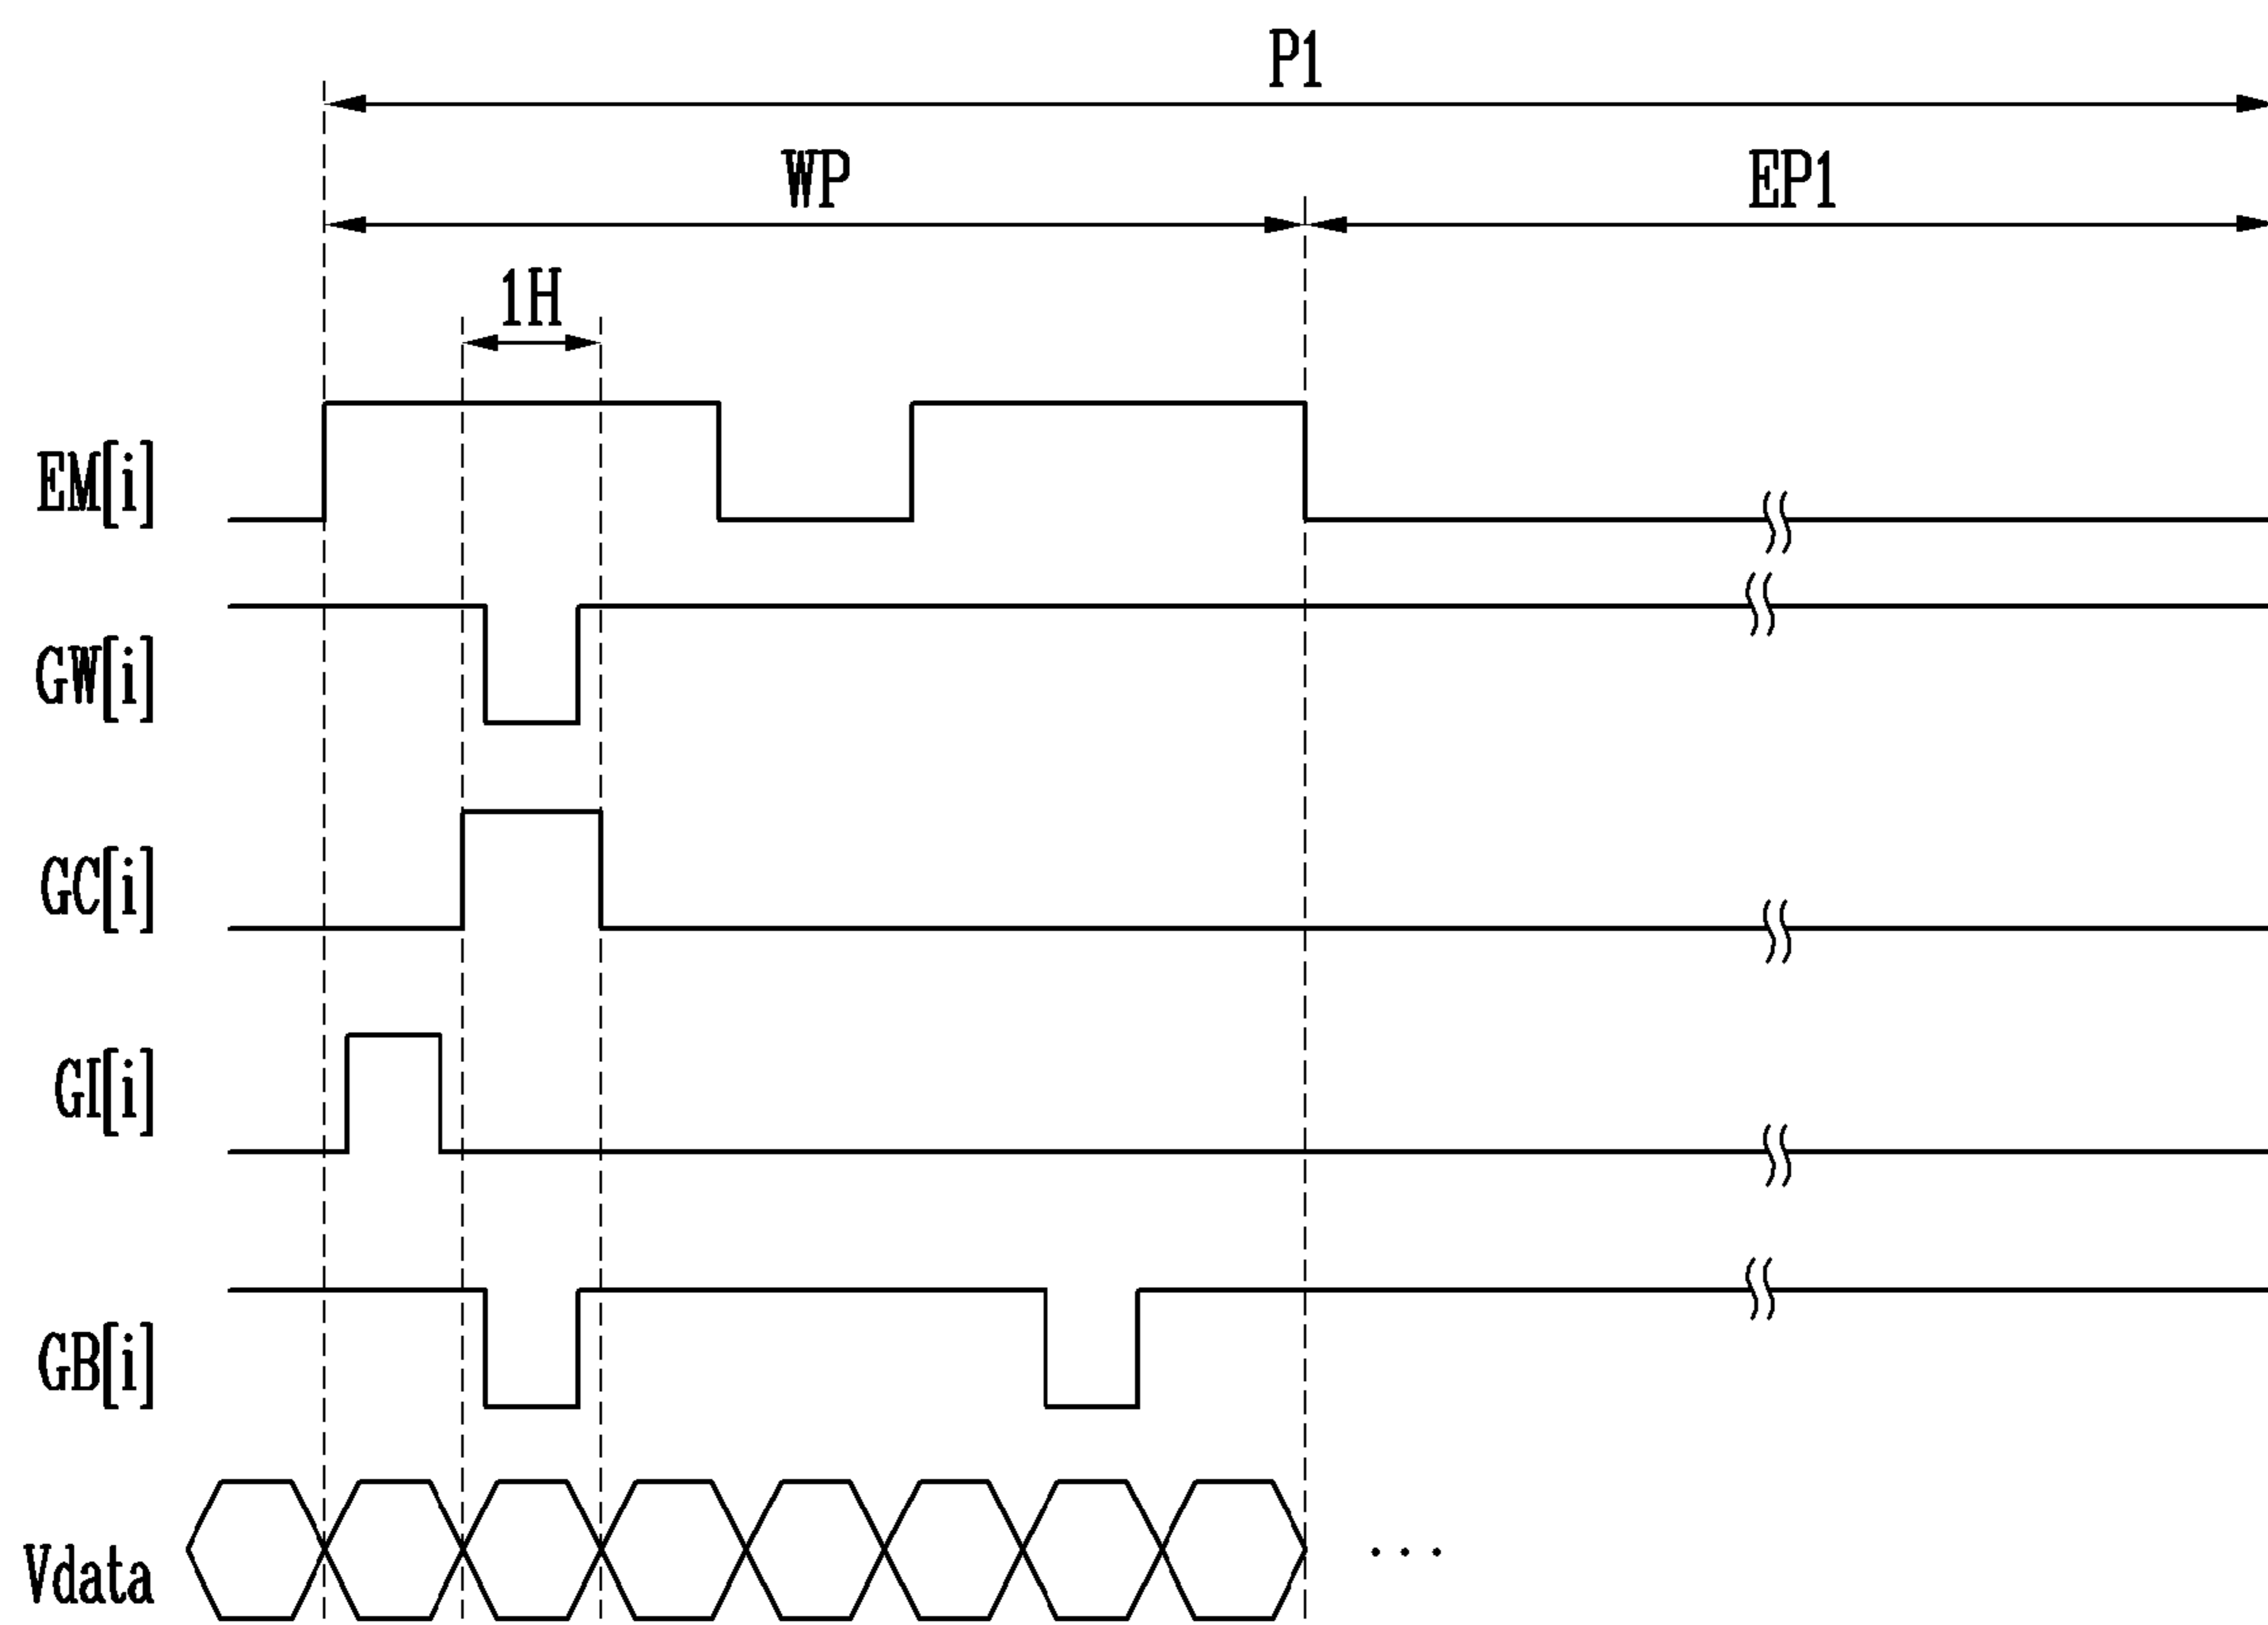 P1
WP EP1
1H
EM[i]
GW[i]
GC[i]
GI[i]
GB[i]
Vdata ...